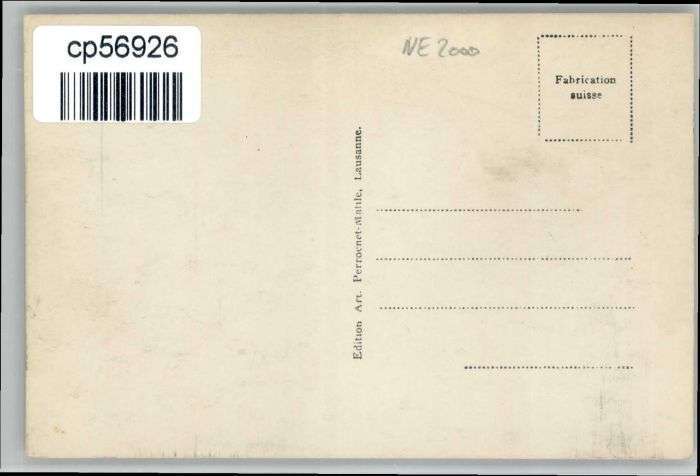 cp56926
NE 2000
Fabrication
suisse
Edition Art. Perrochet-Matile, Lausanne.